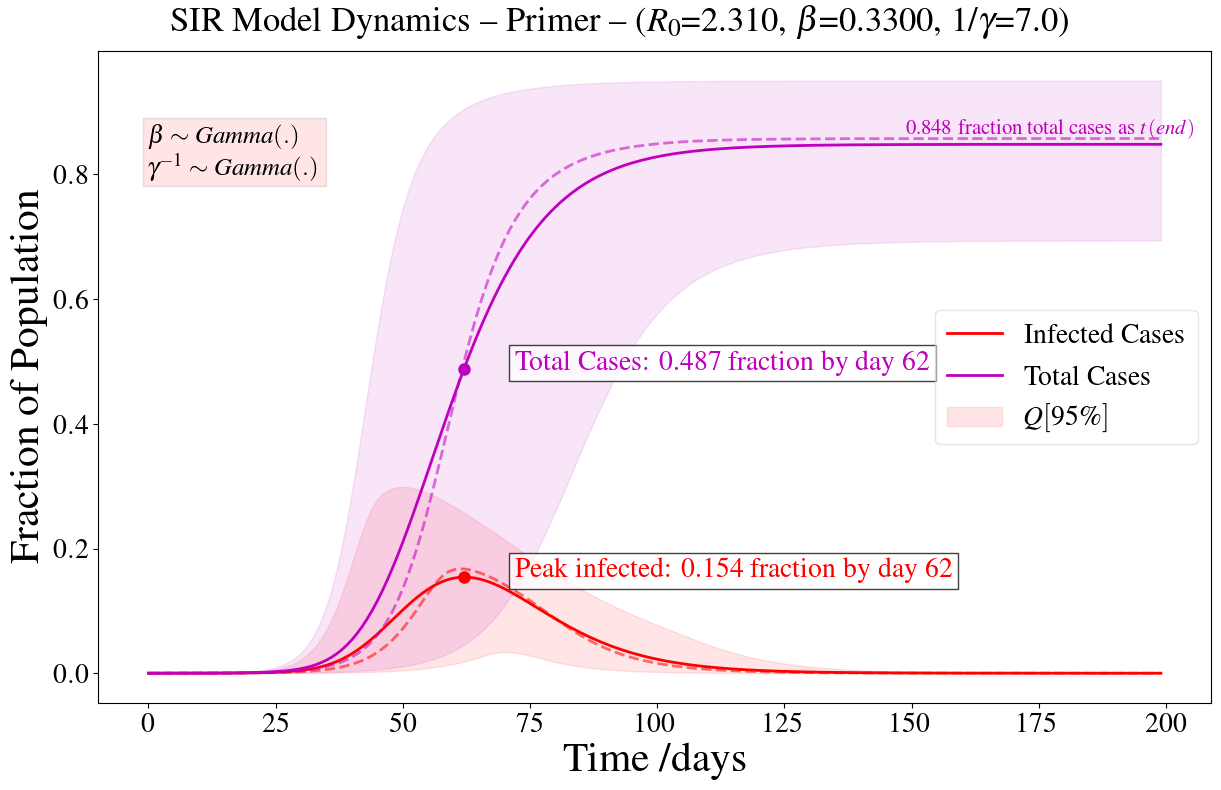 SIR Model Dynamics – Primer – (R₀=2.310, β=0.3300, 1/γ=7.0)
β ∼ Gamma(.)
γ⁻¹ ∼ Gamma(.)
0.848 fraction total cases as t(end)
Total Cases: 0.487 fraction by day 62
Peak infected: 0.154 fraction by day 62
Infected Cases
Total Cases
Q[95%]
Fraction of Population
0.8
0.6
0.4
0.2
0.0
0 25 50 75 100 125 150 175 200
Time /days